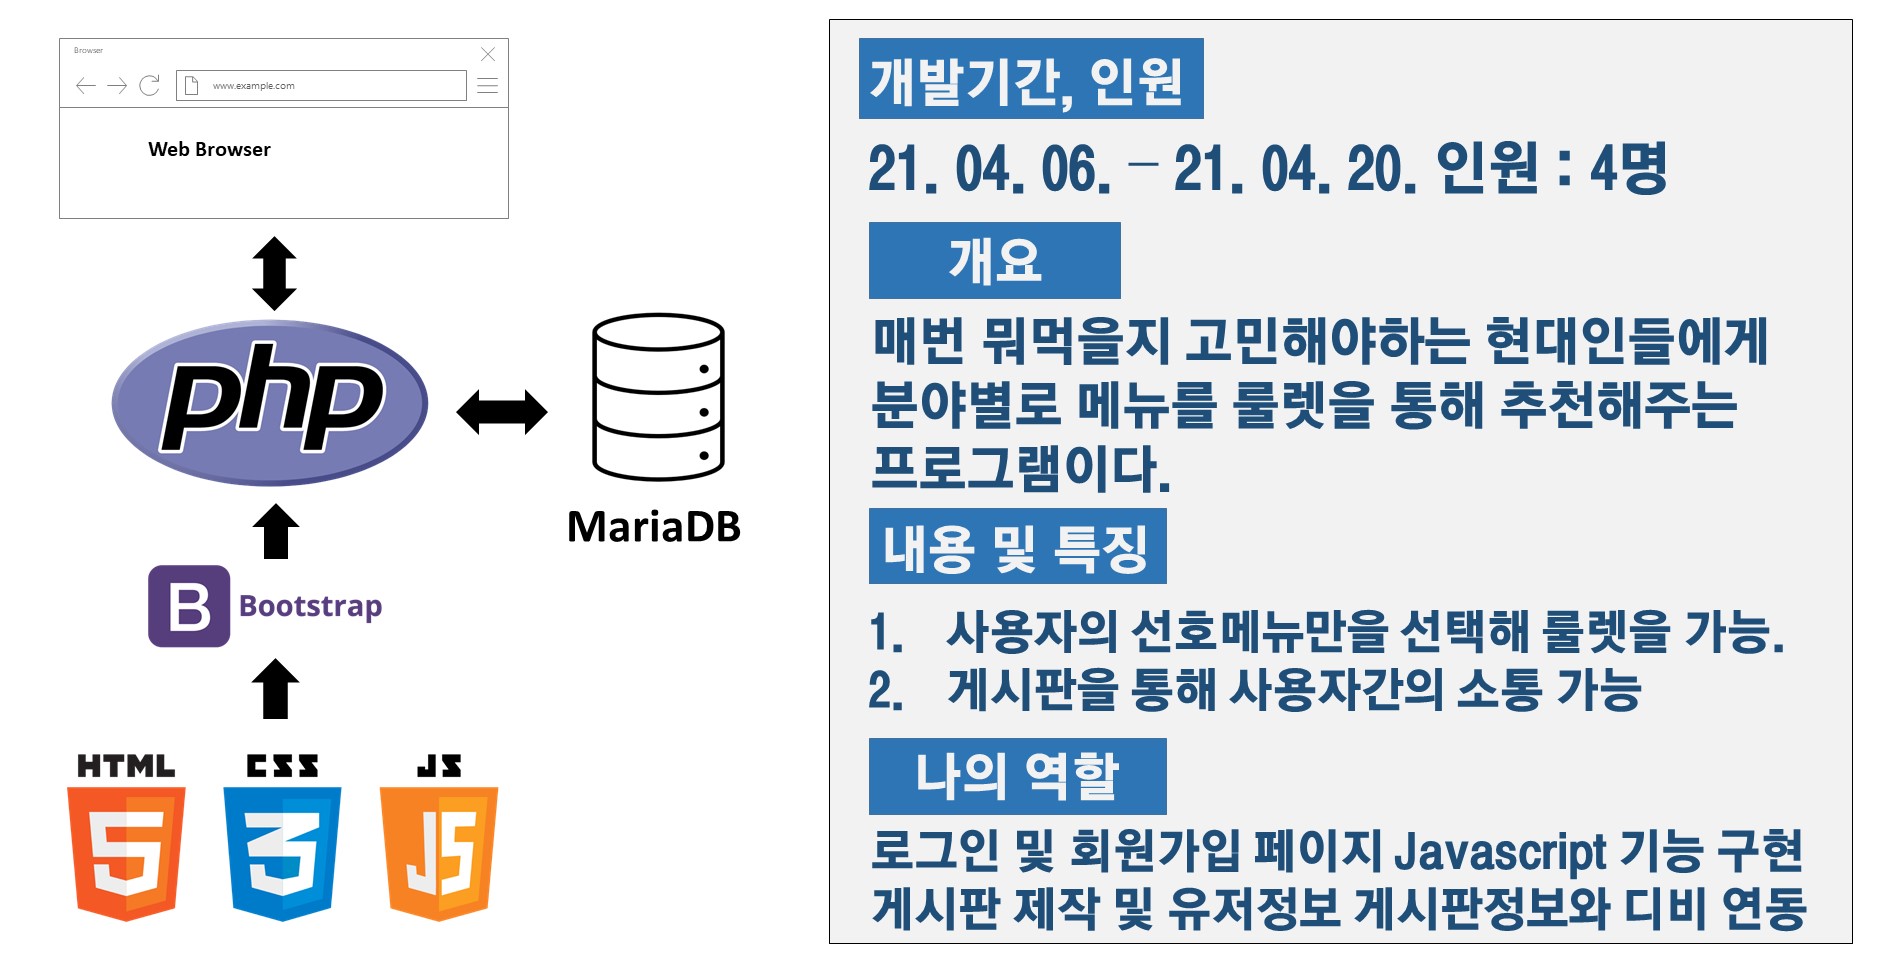 Browser
www.example.com
Web Browser
php
MariaDB
B Bootstrap
HTML CSS JS
5 3 JS
개발기간, 인원
21. 04. 06. – 21. 04. 20. 인원 : 4명
개요
매번 뭐먹을지 고민해야하는 현대인들에게
분야별로 메뉴를 룰렛을 통해 추천해주는
프로그램이다.
내용 및 특징
1. 사용자의 선호메뉴만을 선택해 룰렛을 가능.
2. 게시판을 통해 사용자간의 소통 가능
나의 역할
로그인 및 회원가입 페이지 Javascript 기능 구현
게시판 제작 및 유저정보 게시판정보와 디비 연동